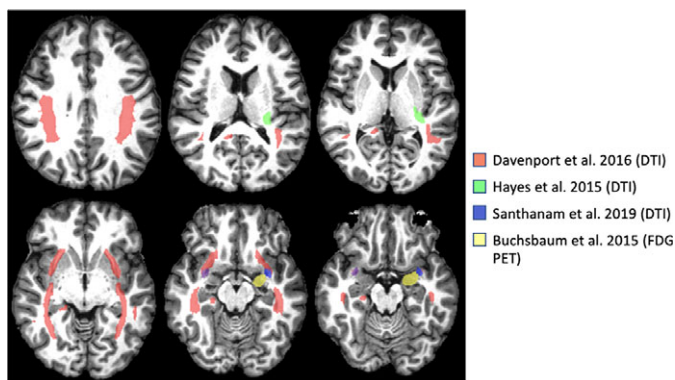 Davenport et al. 2016 (DTI)
Hayes et al. 2015 (DTI)
Santhanam et al. 2019 (DTI)
Buchsbaum et al. 2015 (FDG
PET)